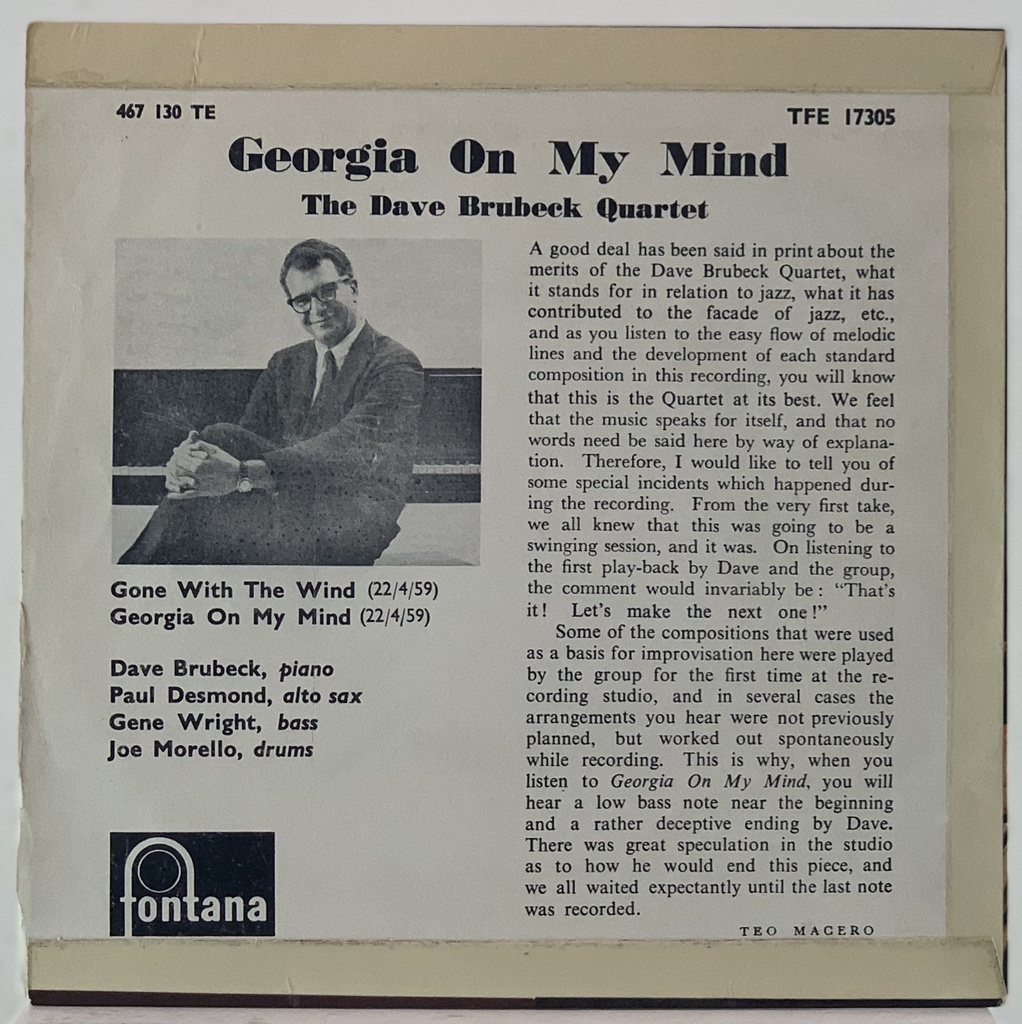 467 130 TE
TFE 17305
Georgia On My Mind
The Dave Brubeck Quartet
Gone With The Wind (22/4/59)
Georgia On My Mind (22/4/59)
Dave Brubeck, piano
Paul Desmond, alto sax
Gene Wright, bass
Joe Morello, drums
fontana
A good deal has been said in print about the
merits of the Dave Brubeck Quartet, what
it stands for in relation to jazz, what it has
contributed to the facade of jazz, etc.,
and as you listen to the easy flow of melodic
lines and the development of each standard
composition in this recording, you will know
that this is the Quartet at its best. We feel
that the music speaks for itself, and that no
words need be said here by way of explana-
tion. Therefore, I would like to tell you of
some special incidents which happened dur-
ing the recording. From the very first take,
we all knew that this was going to be a
swinging session, and it was. On listening to
the first play-back by Dave and the group,
the comment would invariably be : “That’s
it ! Let’s make the next one !”
Some of the compositions that were used
as a basis for improvisation here were played
by the group for the first time at the re-
cording studio, and in several cases the
arrangements you hear were not previously
planned, but worked out spontaneously
while recording. This is why, when you
listen to Georgia On My Mind, you will
hear a low bass note near the beginning
and a rather deceptive ending by Dave.
There was great speculation in the studio
as to how he would end this piece, and
we all waited expectantly until the last note
was recorded.
TEO MACERO